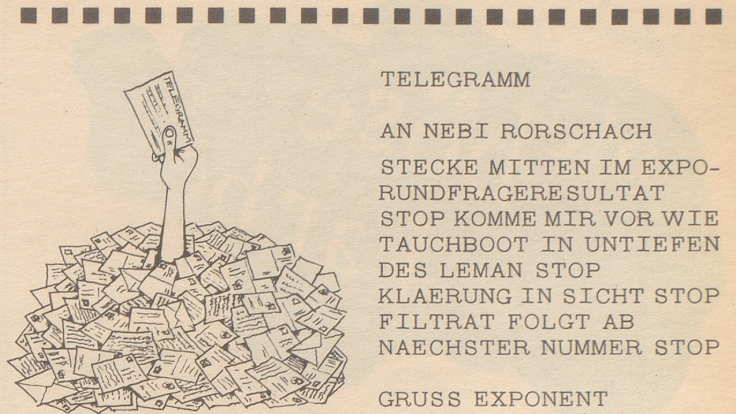 TELEGRAMM
TELEGRAMM
AN NEBI RORSCHACH
STECKE MITTEN IM EXPO-
RUNDFRAGERESULTAT
STOP KOMME MIR VOR WIE
TAUCHBOOT IN UNTIEFEN
DES LEMAN STOP
KLAERUNG IN SICHT STOP
FILTRAT FOLGT AB
NAECHSTER NUMMER STOP
GRUSS EXPONENT